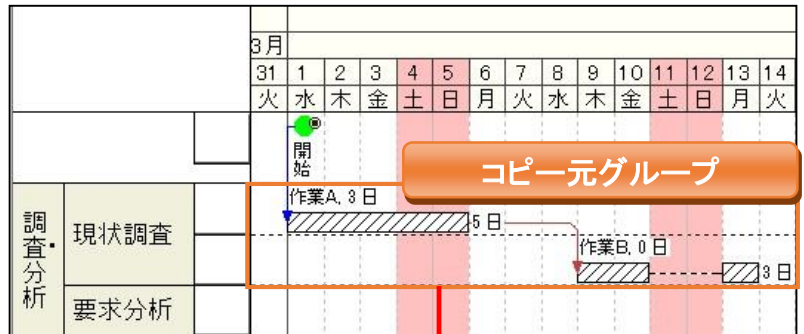 3月
31 1 2 3 4 5 6 7 8 9 10 11 12 13 14
火 水 木 金 土 日 月 火 水 木 金 土 日 月 火
開始
コピー元グループ
作業A, 3 日
調査・分析
現状調査
5 日
作業B, 0 日
3 日
要求分析